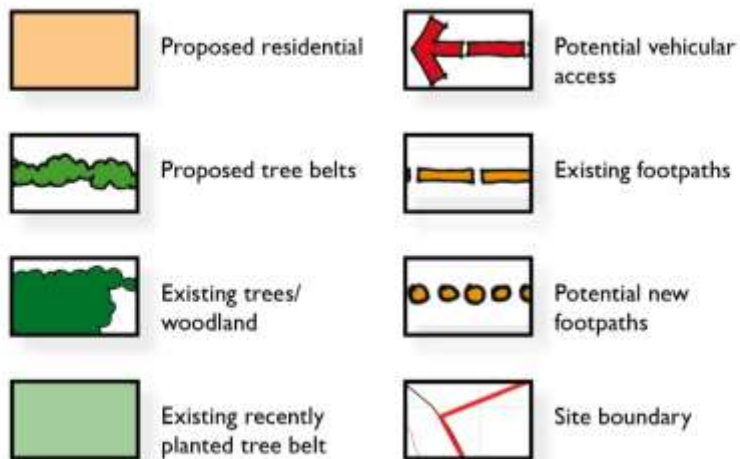 Proposed residential
Proposed tree belts
Existing trees/
woodland
Existing recently
planted tree belt
Potential vehicular
access
Existing footpaths
Potential new
footpaths
Site boundary